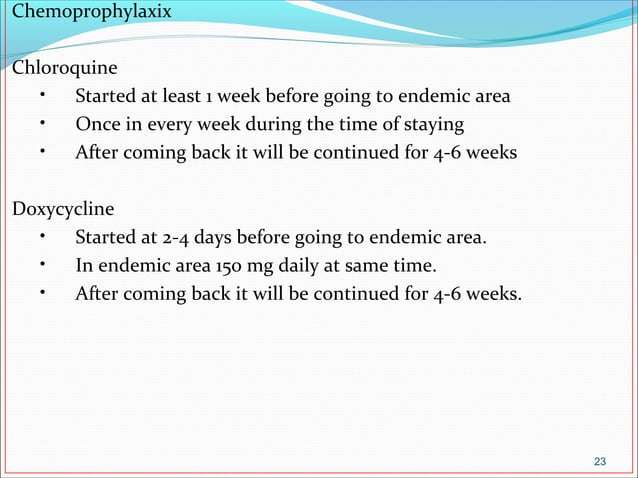 Chemoprophylaxix
Chloroquine
• Started at least 1 week before going to endemic area
• Once in every week during the time of staying
• After coming back it will be continued for 4-6 weeks
Doxycycline
• Started at 2-4 days before going to endemic area.
• In endemic area 150 mg daily at same time.
• After coming back it will be continued for 4-6 weeks.
23